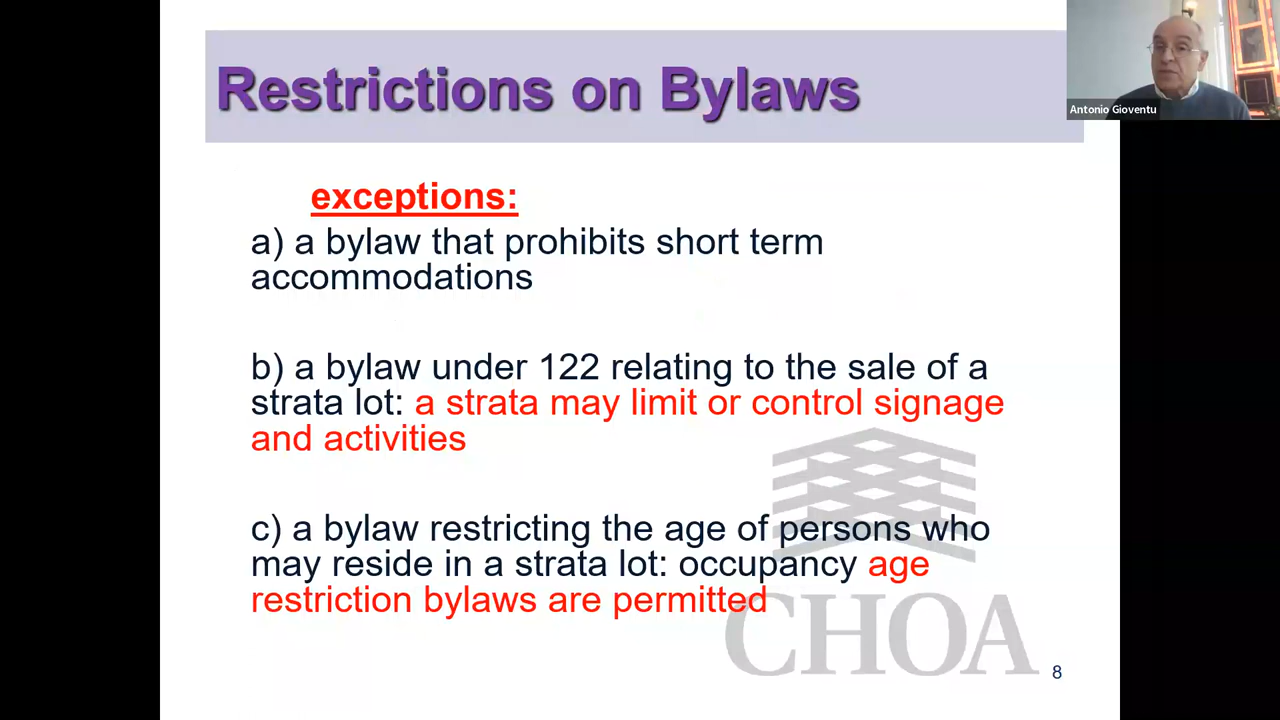 Restrictions on Bylaws
Antonio Gioventu
exceptions:
a) a bylaw that prohibits short term
accommodations
b) a bylaw under 122 relating to the sale of a
strata lot: a strata may limit or control signage
and activities
c) a bylaw restricting the age of persons who
may reside in a strata lot: occupancy age
restriction bylaws are permitted
CHOA
8